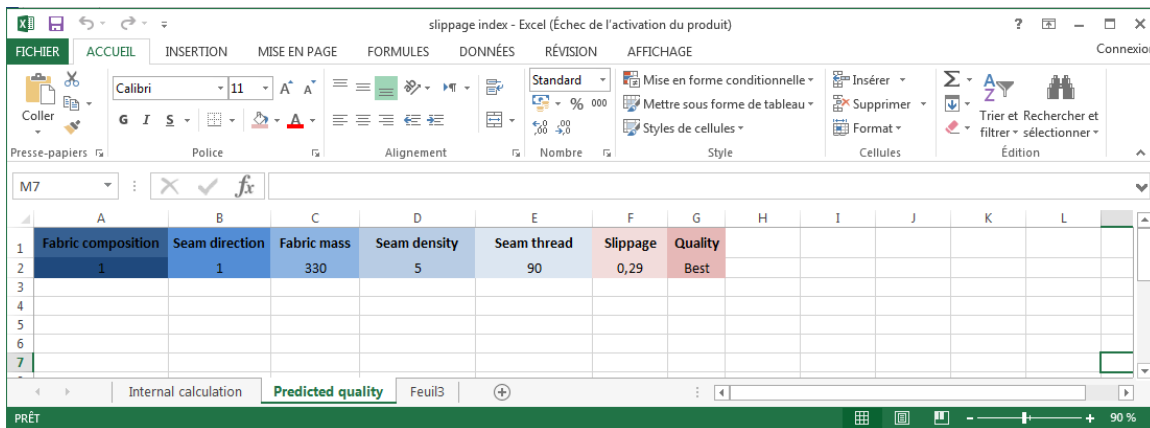 slippage index - Excel (Échec de l'activation du produit)
FICHIER ACCUEIL INSERTION MISE EN PAGE FORMULES DONNÉES RÉVISION AFFICHAGE Connexio
Coller
Calibri 11 A A
G I S A
Standard
% 000
Mise en forme conditionnelle
Mettre sous forme de tableau
Styles de cellules
Insérer
Supprimer
Format
Trier et filtrer
Rechercher et sélectionner
Presse-papiers Police Alignement Nombre Style Cellules Édition
M7 fx
A B C D E F G H I J K L
1 Fabric composition Seam direction Fabric mass Seam density Seam thread Slippage Quality
2 1 1 330 5 90 0,29 Best
3
4
5
6
7
Internal calculation Predicted quality Feuil3
PRÊT 90 %